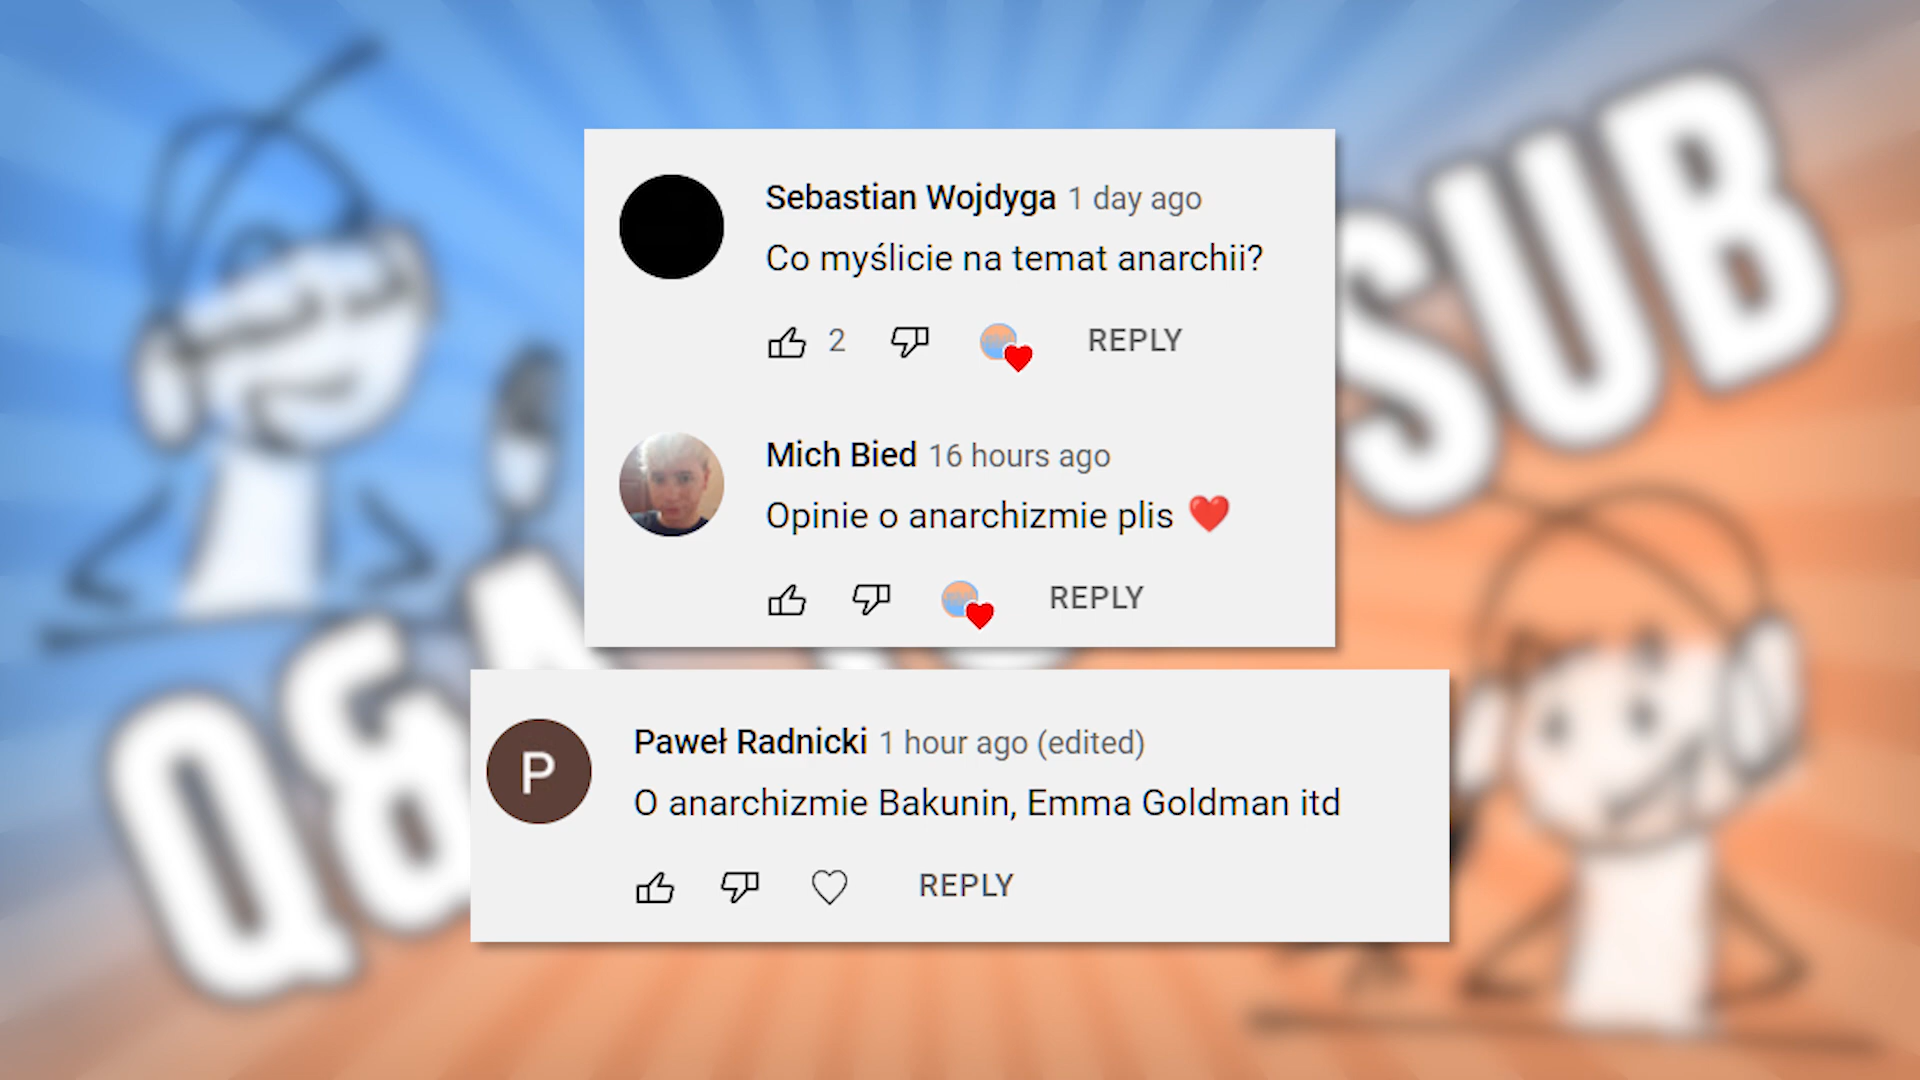 Sebastian Wojdyga 1 day ago
Co myślicie na temat anarchii?
2 REPLY
Mich Bied 16 hours ago
Opinie o anarchizmie plis ❤️
REPLY
P
Paweł Radnicki 1 hour ago (edited)
O anarchizmie Bakunin, Emma Goldman itd
REPLY
Q&A
SUB